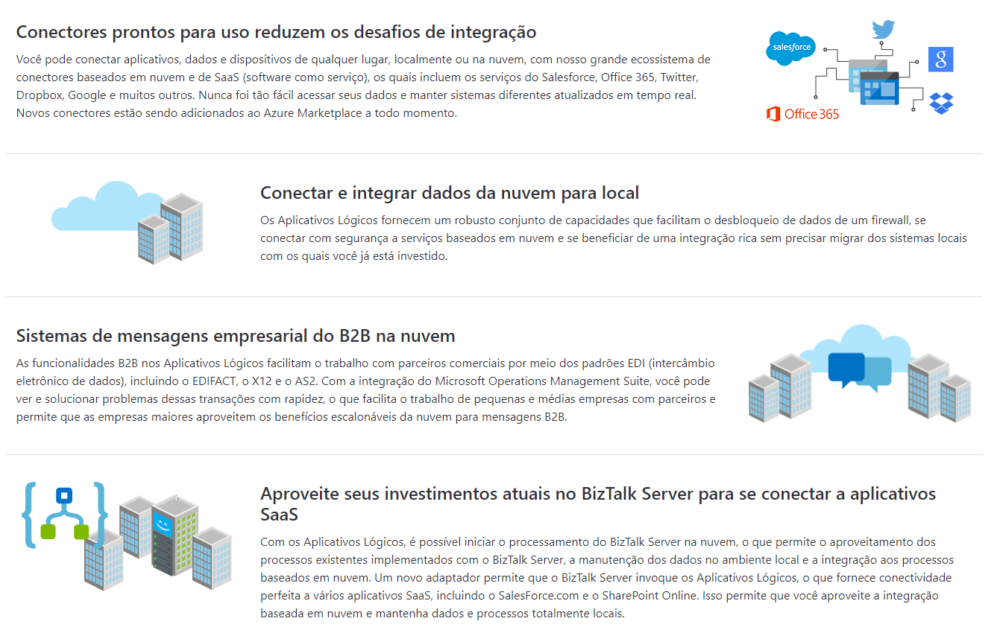 Conectores prontos para uso reduzem os desafios de integração
Você pode conectar aplicativos, dados e dispositivos de qualquer lugar, localmente ou na nuvem, com nosso grande ecossistema de
conectores baseados em nuvem e de SaaS (software como serviço), os quais incluem os serviços do Salesforce, Office 365, Twitter,
Dropbox, Google e muitos outros. Nunca foi tão fácil acessar seus dados e manter sistemas diferentes atualizados em tempo real.
Novos conectores estão sendo adicionados ao Azure Marketplace a todo momento.
salesforce
g
Office 365
Conectar e integrar dados da nuvem para local
Os Aplicativos Lógicos fornecem um robusto conjunto de capacidades que facilitam o desbloqueio de dados de um firewall, se
conectar com segurança a serviços baseados em nuvem e se beneficiar de uma integração rica sem precisar migrar dos sistemas locais
com os quais você já está investido.
Sistemas de mensagens empresarial do B2B na nuvem
As funcionalidades B2B nos Aplicativos Lógicos facilitam o trabalho com parceiros comerciais por meio dos padrões EDI (intercâmbio
eletrônico de dados), incluindo o EDIFACT, o X12 e o AS2. Com a integração do Microsoft Operations Management Suite, você pode
ver e solucionar problemas dessas transações com rapidez, o que facilita o trabalho de pequenas e médias empresas com parceiros e
permite que as empresas maiores aproveitem os benefícios escalonáveis da nuvem para mensagens B2B.
Aproveite seus investimentos atuais no BizTalk Server para se conectar a aplicativos
SaaS
Com os Aplicativos Lógicos, é possível iniciar o processamento do BizTalk Server na nuvem, o que permite o aproveitamento dos
processos existentes implementados com o BizTalk Server, a manutenção dos dados no ambiente local e a integração aos processos
baseados em nuvem. Um novo adaptador permite que o BizTalk Server invoque os Aplicativos Lógicos, o que fornece conectividade
perfeita a vários aplicativos SaaS, incluindo o SalesForce.com e o SharePoint Online. Isso permite que você aproveite a integração
baseada em nuvem e mantenha dados e processos totalmente locais.